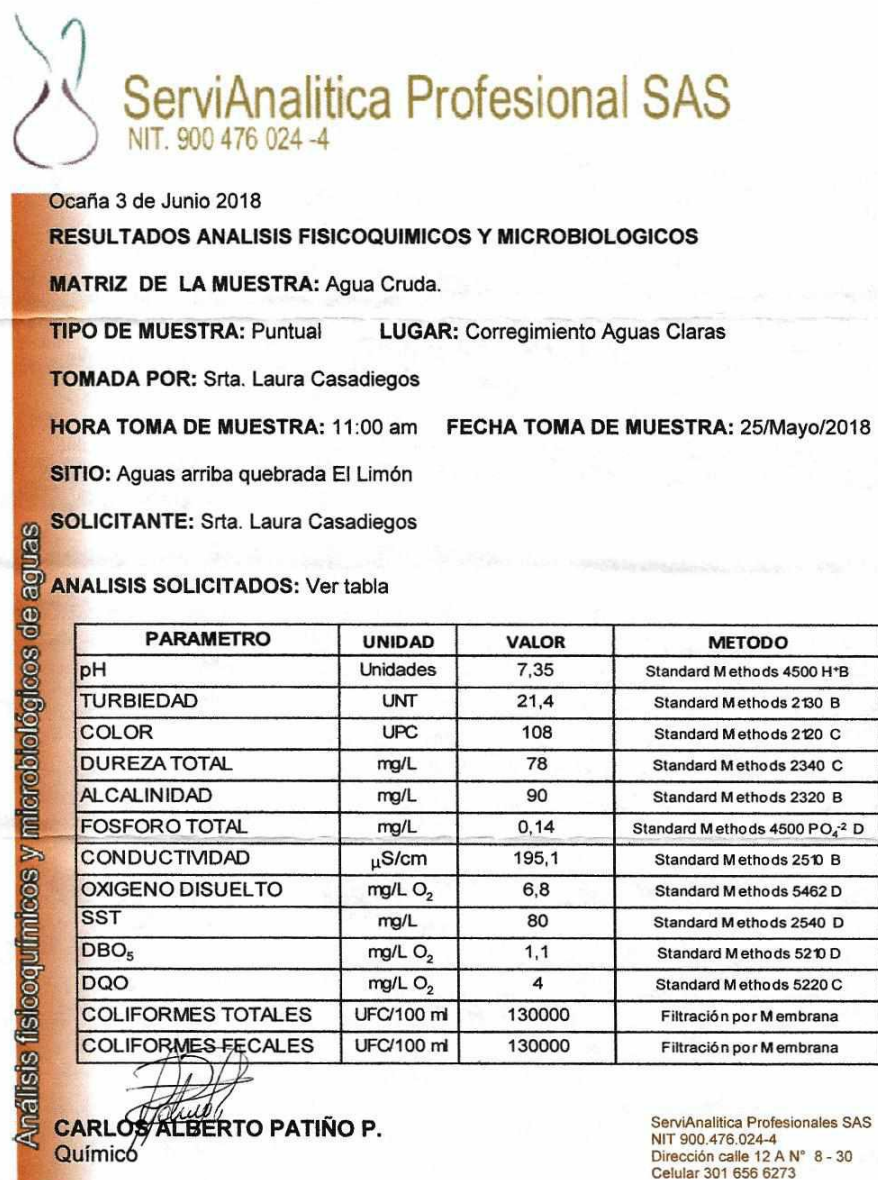 ServiAnalitica Profesional SAS
NIT. 900 476 024 -4
Ocaña 3 de Junio 2018
RESULTADOS ANALISIS FISICOQUIMICOS Y MICROBIOLOGICOS
MATRIZ DE LA MUESTRA: Agua Cruda.
TIPO DE MUESTRA: Puntual LUGAR: Corregimiento Aguas Claras
TOMADA POR: Srta. Laura Casadiegos
HORA TOMA DE MUESTRA: 11:00 am FECHA TOMA DE MUESTRA: 25/Mayo/2018
SITIO: Aguas arriba quebrada El Limón
SOLICITANTE: Srta. Laura Casadiegos
ANALISIS SOLICITADOS: Ver tabla
PARAMETRO UNIDAD VALOR METODO
pH Unidades 7,35 Standard Methods 4500 H⁺B
TURBIEDAD UNT 21,4 Standard Methods 2130 B
COLOR UPC 108 Standard Methods 2120 C
DUREZA TOTAL mg/L 78 Standard Methods 2340 C
ALCALINIDAD mg/L 90 Standard Methods 2320 B
FOSFORO TOTAL mg/L 0,14 Standard Methods 4500 PO₄⁻² D
CONDUCTIVIDAD µS/cm 195,1 Standard Methods 2510 B
OXIGENO DISUELTO mg/L O₂ 6,8 Standard Methods 5462 D
SST mg/L 80 Standard Methods 2540 D
DBO₅ mg/L O₂ 1,1 Standard Methods 5210 D
DQO mg/L O₂ 4 Standard Methods 5220 C
COLIFORMES TOTALES UFC/100 ml 130000 Filtración por Membrana
COLIFORMES FECALES UFC/100 ml 130000 Filtración por Membrana
CARLOS ALBERTO PATIÑO P.
Químico
ServiAnalitica Profesionales SAS
NIT 900.476.024-4
Dirección calle 12 A N° 8 - 30
Celular 301 656 6273
Análisis fisicoquímicos y microbiológicos de aguas